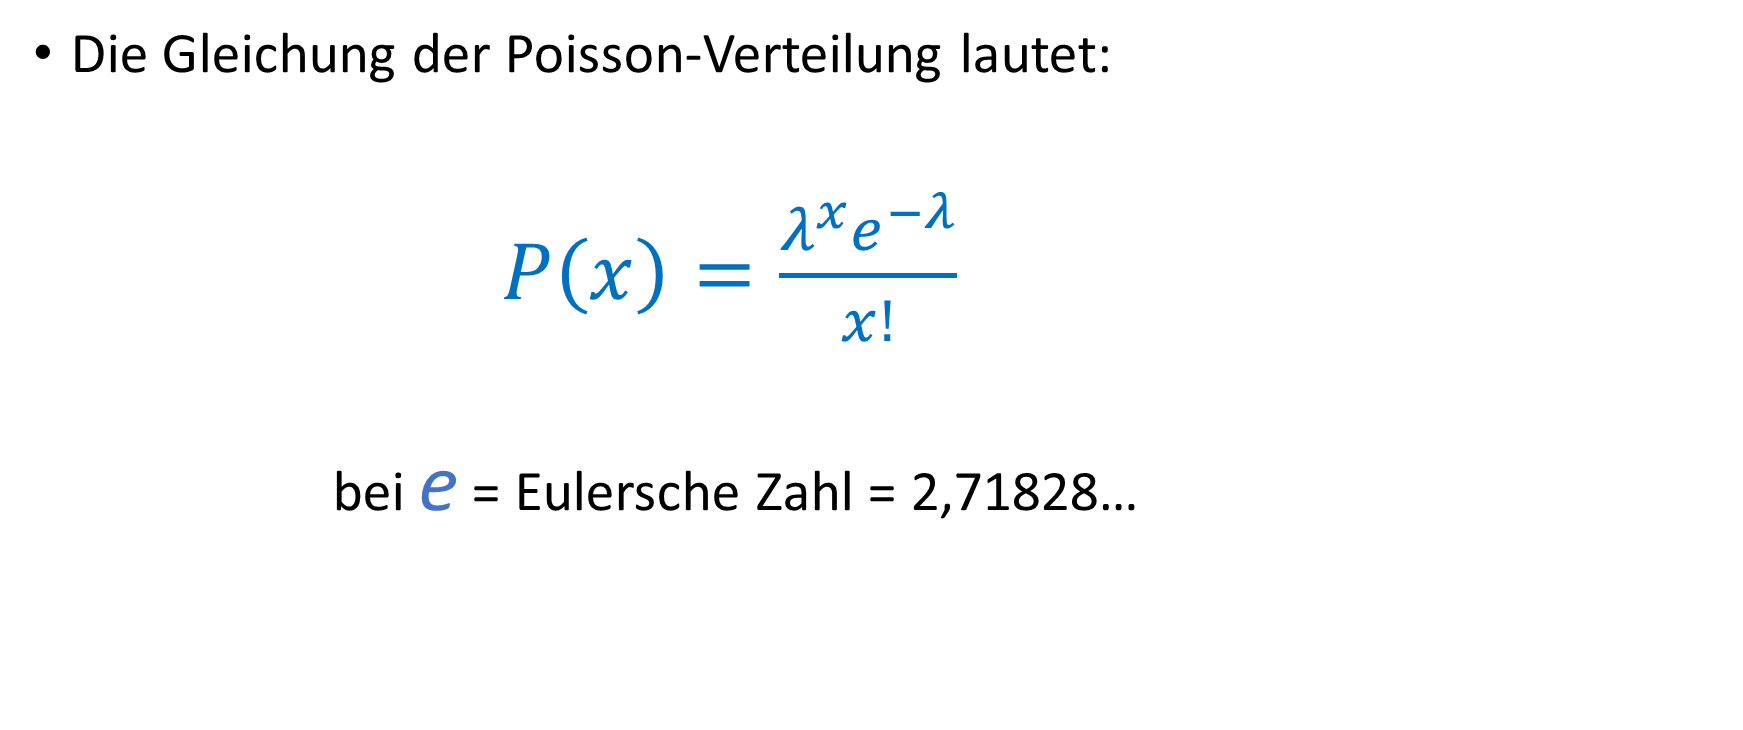 • Die Gleichung der Poisson-Verteilung lautet:
P(x) = λ^x e^−λ / x!
bei e = Eulersche Zahl = 2,71828…